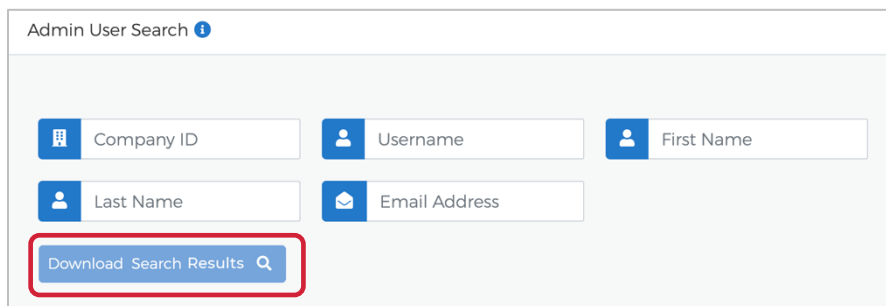 Admin User Search
Company ID
Username
First Name
Last Name
Email Address
Download Search Results